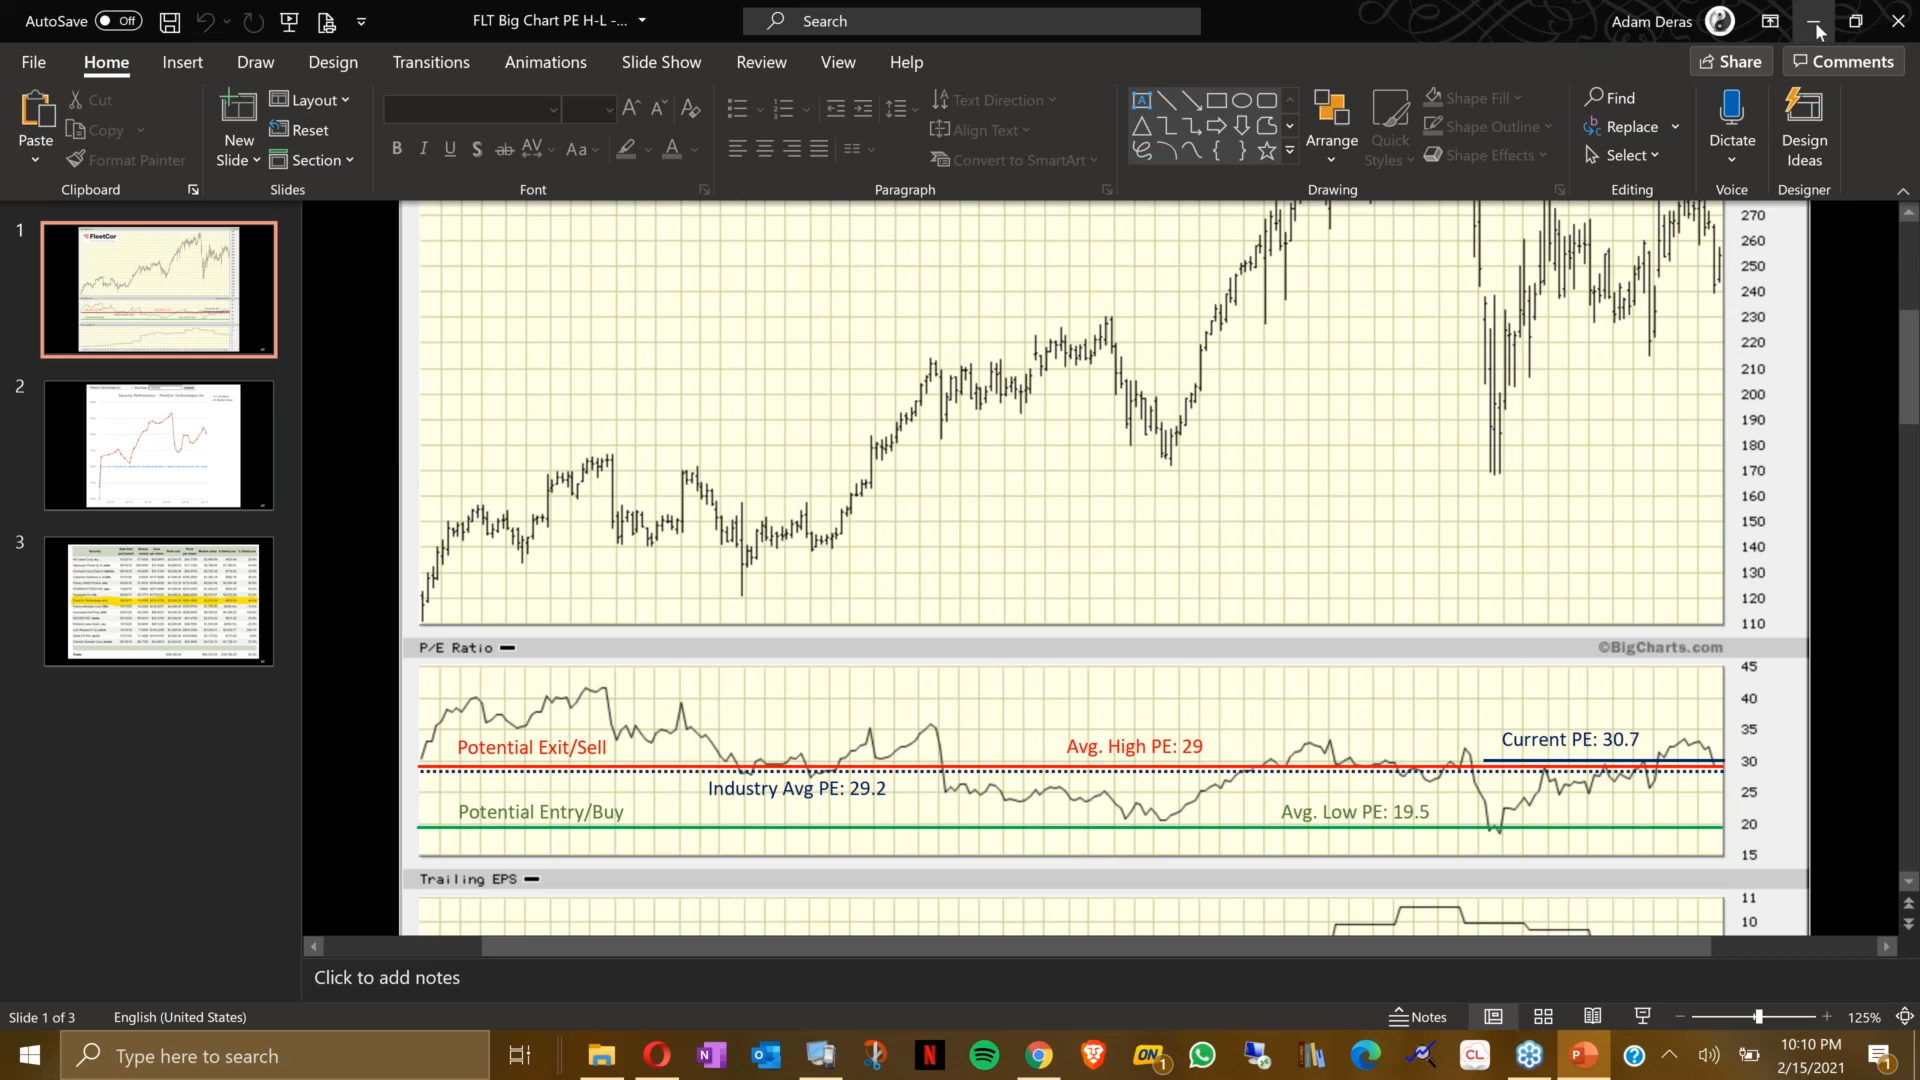 AutoSave Off
FLT Big Chart PE H-L -...
Search
Adam Deras
File Home Insert Draw Design Transitions Animations Slide Show Review View Help
Share Comments
Paste
Cut
Copy
Format Painter
Clipboard
New Slide
Layout
Reset
Section
Slides
Font
Text Direction
Align Text
Convert to SmartArt
Paragraph
Arrange
Quick Styles
Shape Fill
Shape Outline
Shape Effects
Drawing
Find
Replace
Select
Editing
Dictate
Voice
Design Ideas
Designer
1
FleetCor
2
3
270
260
250
240
230
220
210
200
190
180
170
160
150
140
130
120
110
P/E Ratio
©BigCharts.com
45
40
35
30
25
20
15
Potential Exit/Sell
Avg. High PE: 29
Current PE: 30.7
Industry Avg PE: 29.2
Potential Entry/Buy
Avg. Low PE: 19.5
Trailing EPS
11
10
Click to add notes
Slide 1 of 3
English (United States)
Notes
125%
Type here to search
10:10 PM
2/15/2021